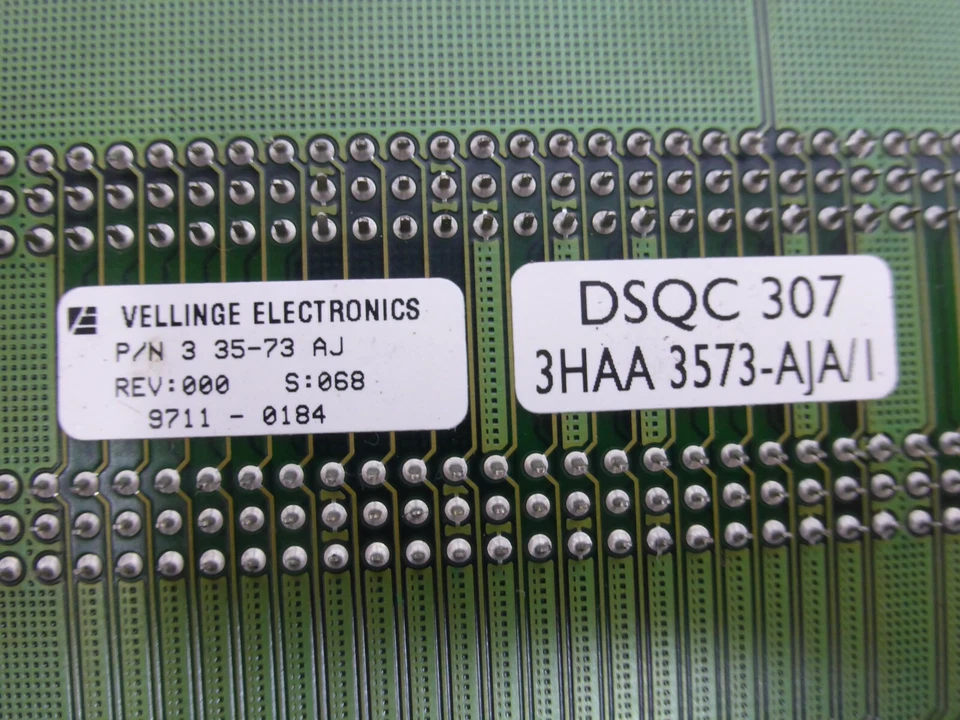 VELLINGE ELECTRONICS
P/N 3 35-73 AJ
REV:000 S:068
9711 - 0184
DSQC 307
3HAA 3573-AJA/1